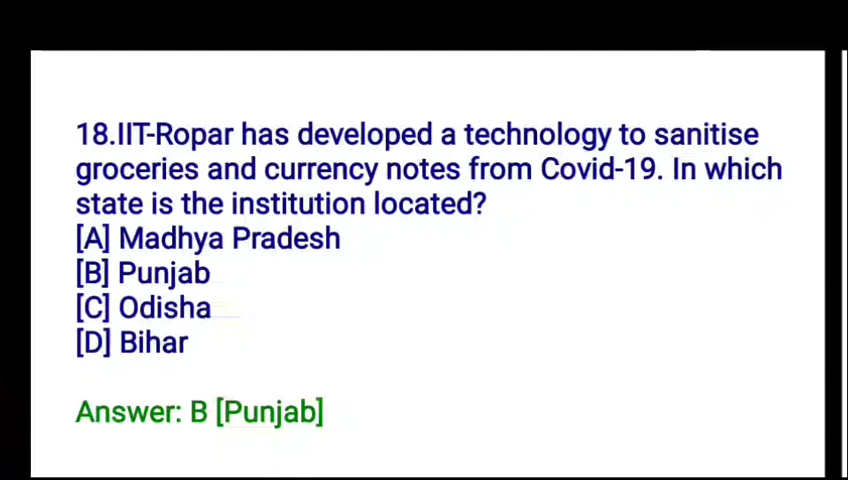 18.IIT-Ropar has developed a technology to sanitise
groceries and currency notes from Covid-19. In which
state is the institution located?
[A] Madhya Pradesh
[B] Punjab
[C] Odisha
[D] Bihar
Answer: B [Punjab]